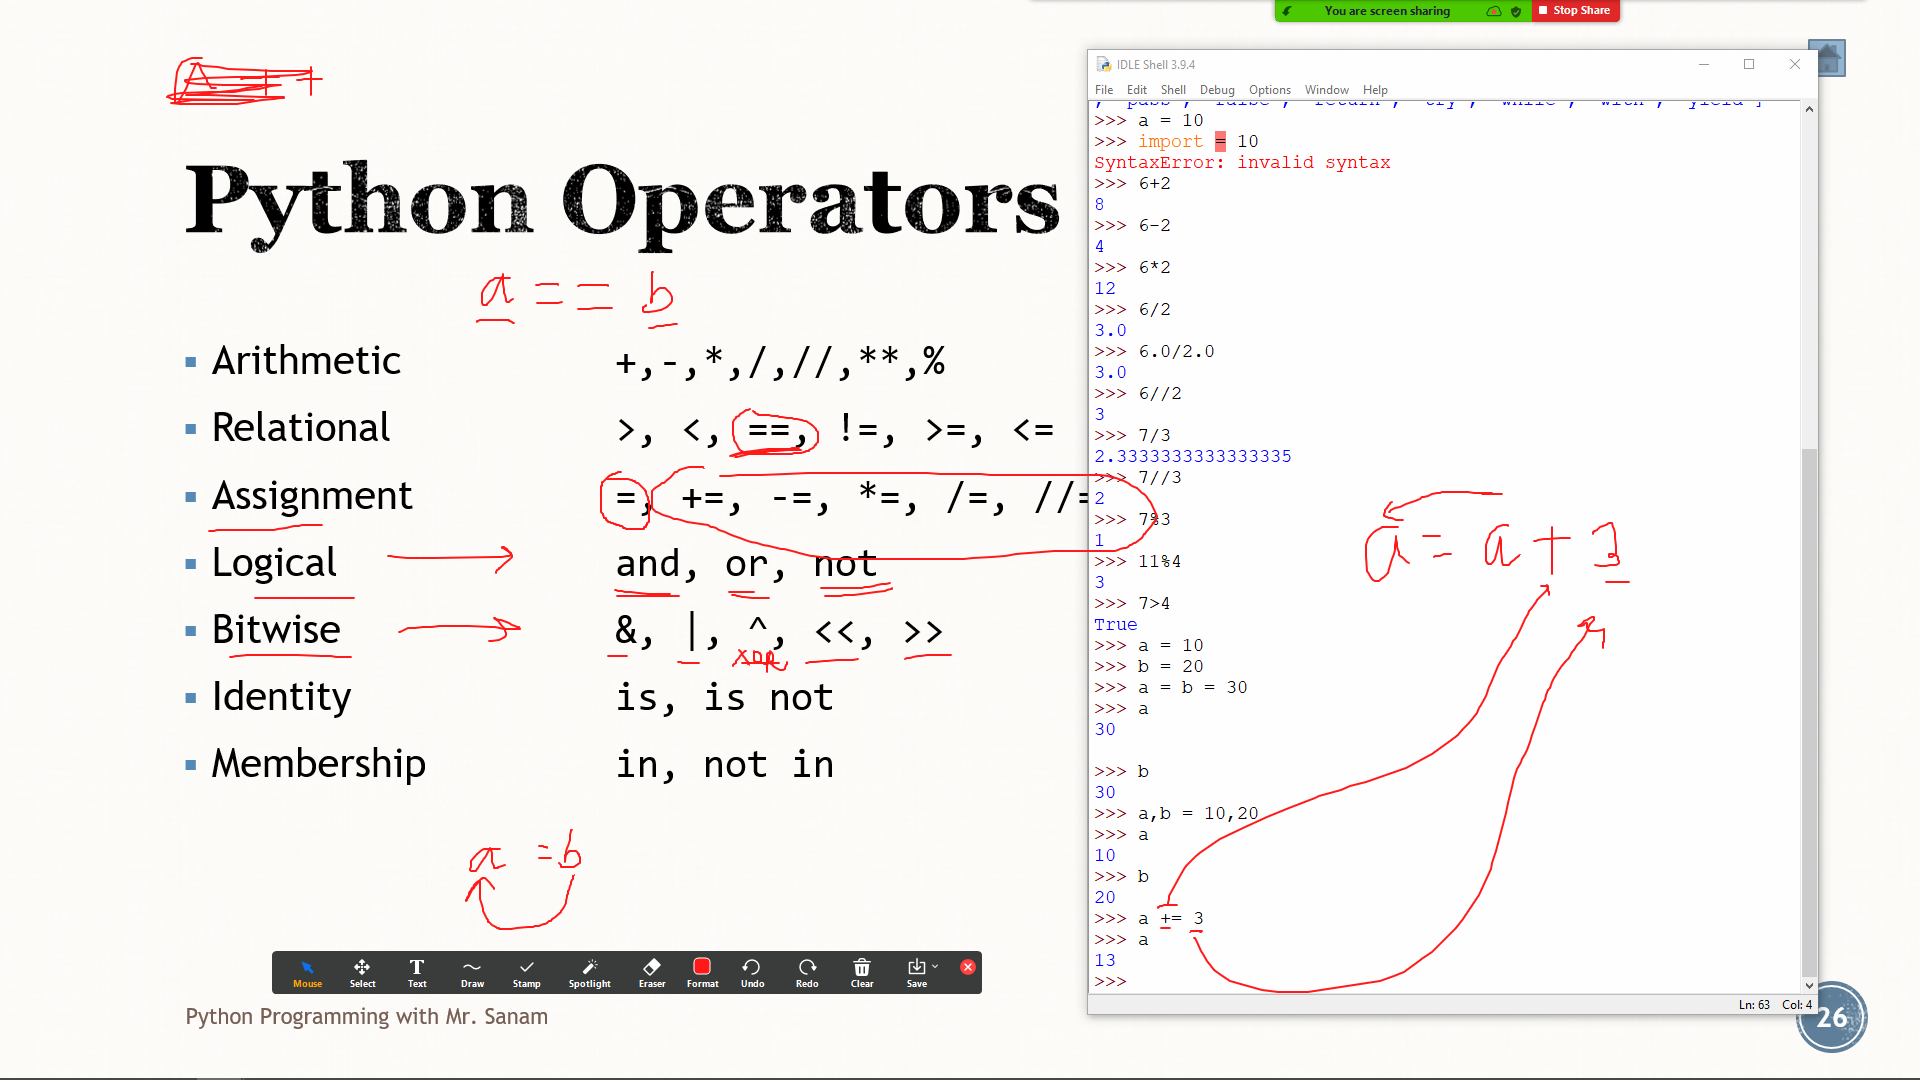 You are screen sharing
Stop Share
A ++
Python Operators
a == b
Arithmetic +,-,*,/,//,**,%
Relational >, <, ==, !=, >=, <=
Assignment =, +=, -=, *=, /=, //=
Logical and, or, not
Bitwise &, |, ^, <<, >>
XOR
Identity is, is not
Membership in, not in
a = b
Mouse Select Text Draw Stamp Spotlight Eraser Format Undo Redo Clear Save
Python Programming with Mr. Sanam
IDLE Shell 3.9.4
File Edit Shell Debug Options Window Help
>>> a = 10
>>> import = 10
SyntaxError: invalid syntax
>>> 6+2
8
>>> 6-2
4
>>> 6*2
12
>>> 6/2
3.0
>>> 6.0/2.0
3.0
>>> 6//2
3
>>> 7/3
2.3333333333333335
>>> 7//3
2
>>> 7%3
1
>>> 11%4
3
>>> 7>4
True
>>> a = 10
>>> b = 20
>>> a = b = 30
>>> a
30
>>> b
30
>>> a,b = 10,20
>>> a
10
>>> b
20
>>> a += 3
>>> a
13
>>>
a = a + 3
Ln: 63 Col: 4
26